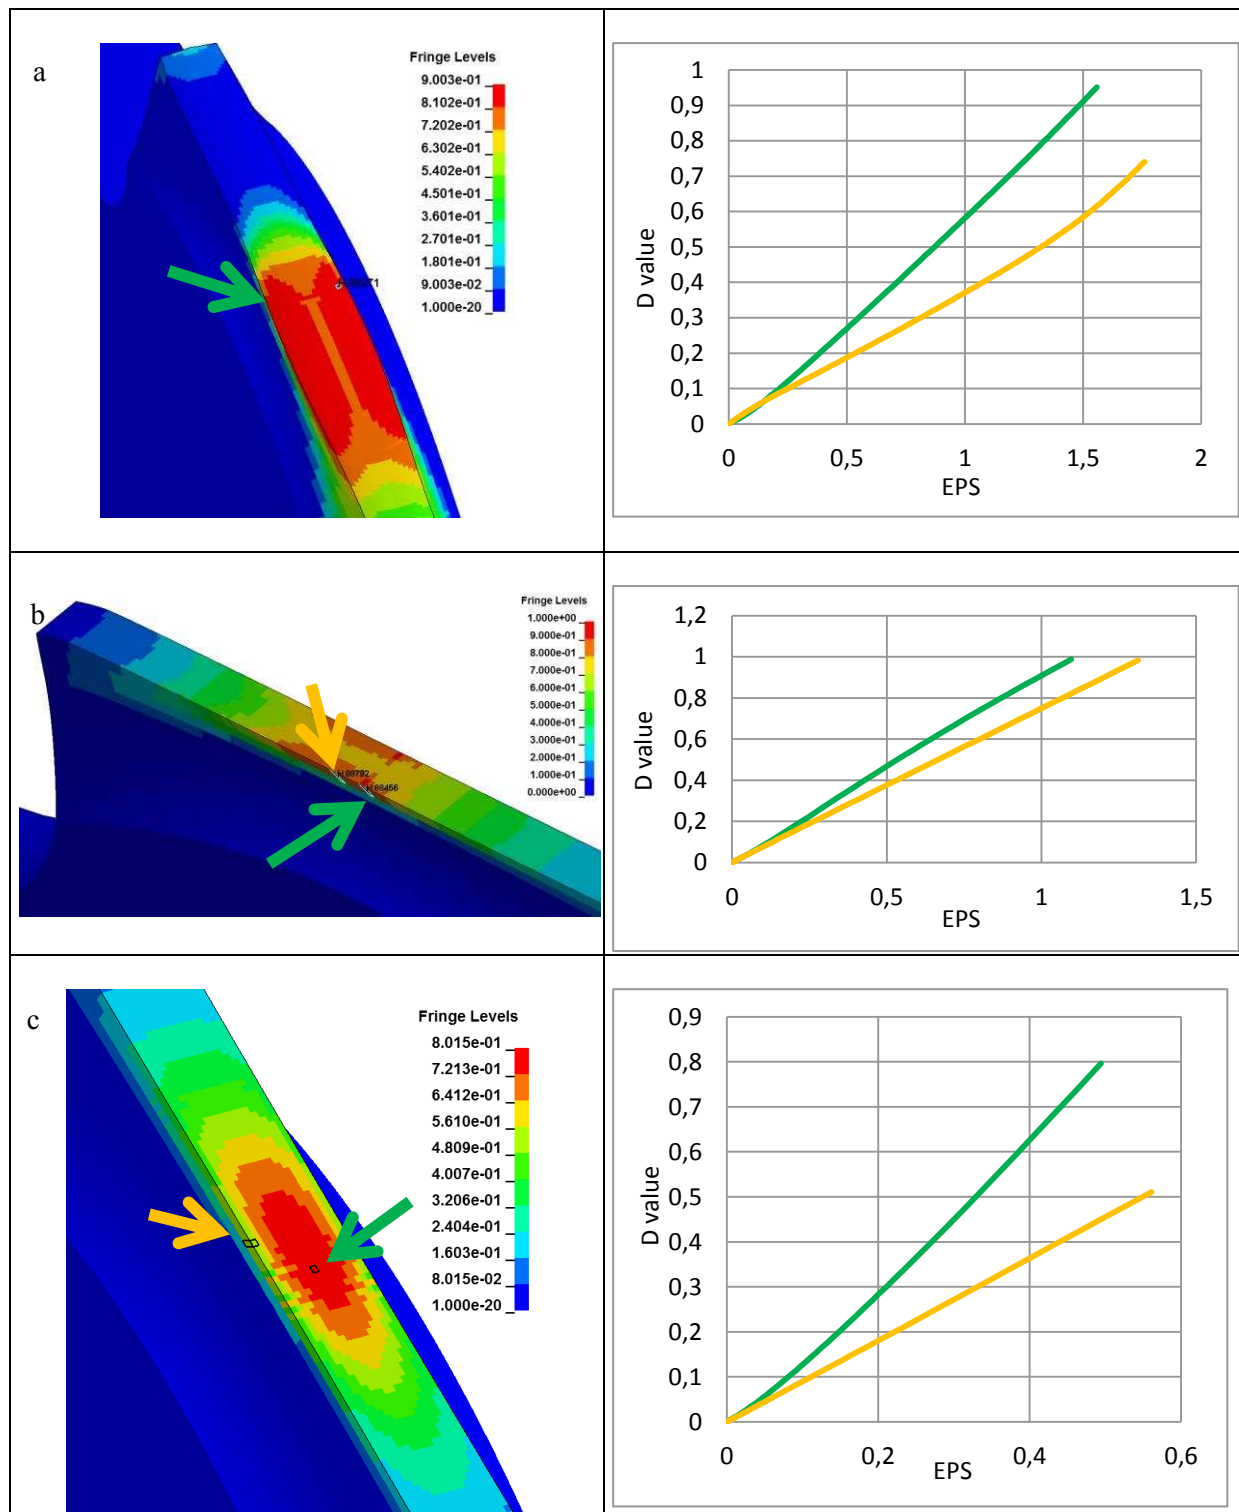 a
Fringe Levels
9.003e-01
8.102e-01
7.202e-01
6.302e-01
5.402e-01
4.501e-01
3.601e-01
2.701e-01
1.801e-01
9.003e-02
1.000e-20
1
0,9
0,8
0,7
0,6
0,5
0,4
0,3
0,2
0,1
0
D value
0 0,5 1 1,5 2
EPS
b
Fringe Levels
1.000e+00
9.000e-01
8.000e-01
7.000e-01
6.000e-01
5.000e-01
4.000e-01
3.000e-01
2.000e-01
1.000e-01
0.000e+00
H88782
H88456
1,2
1
0,8
0,6
0,4
0,2
0
D value
0 0,5 1 1,5
EPS
c
Fringe Levels
8.015e-01
7.213e-01
6.412e-01
5.610e-01
4.809e-01
4.007e-01
3.206e-01
2.404e-01
1.603e-01
8.015e-02
1.000e-20
0,9
0,8
0,7
0,6
0,5
0,4
0,3
0,2
0,1
0
D value
0 0,2 0,4 0,6
EPS